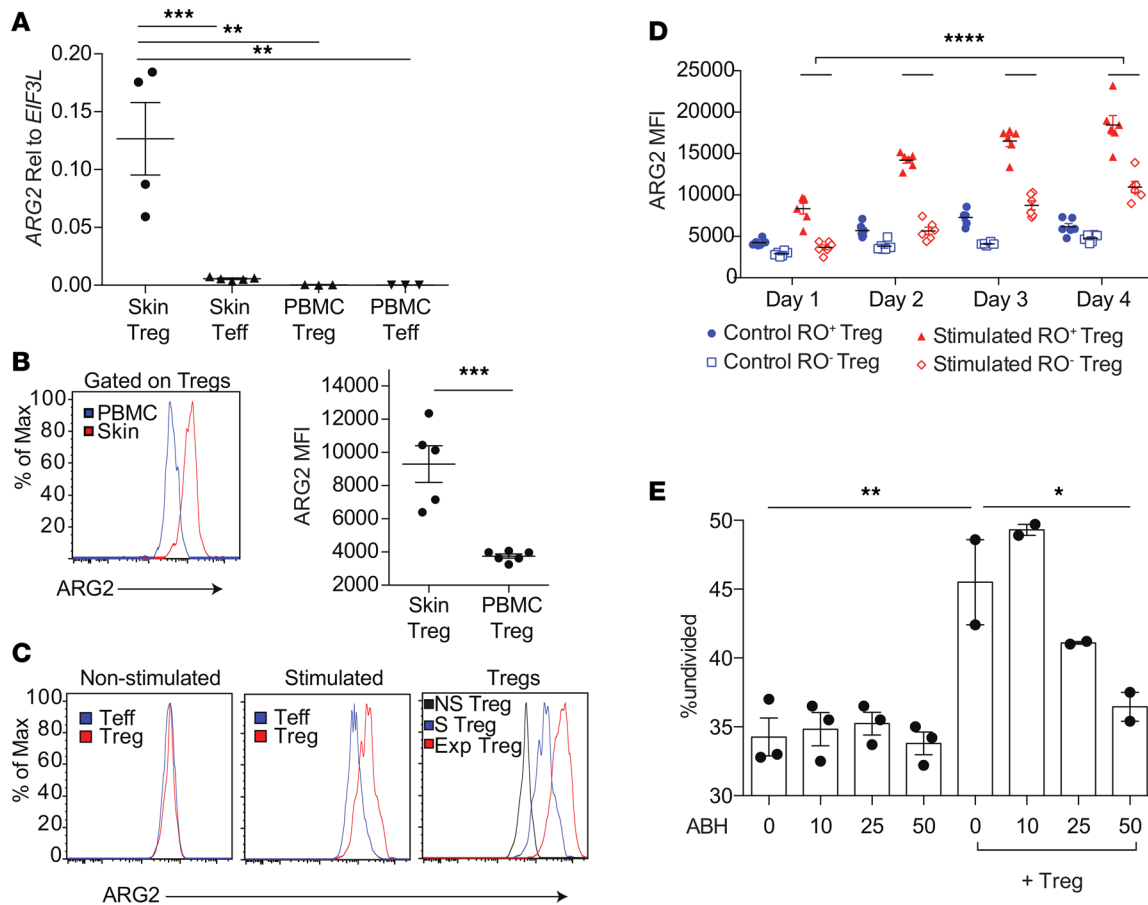 A
***
**
**
ARG2 Rel to EIF3L
0.20
0.15
0.10
0.05
0.00
Skin Treg
Skin Teff
PBMC Treg
PBMC Teff
B
Gated on Tregs
% of Max
100
80
60
40
20
PBMC
Skin
ARG2
***
ARG2 MFI
14000
12000
10000
8000
6000
4000
2000
Skin Treg
PBMC Treg
C
Non-stimulated
Stimulated
Tregs
% of Max
100
80
60
40
20
0
Teff
Treg
Teff
Treg
NS Treg
S Treg
Exp Treg
ARG2
D
****
ARG2 MFI
25000
20000
15000
10000
5000
0
Day 1
Day 2
Day 3
Day 4
Control RO+ Treg
Stimulated RO+ Treg
Control RO- Treg
Stimulated RO- Treg
E
**
*
%undivided
50
45
40
35
30
ABH 0 10 25 50 0 10 25 50
+ Treg